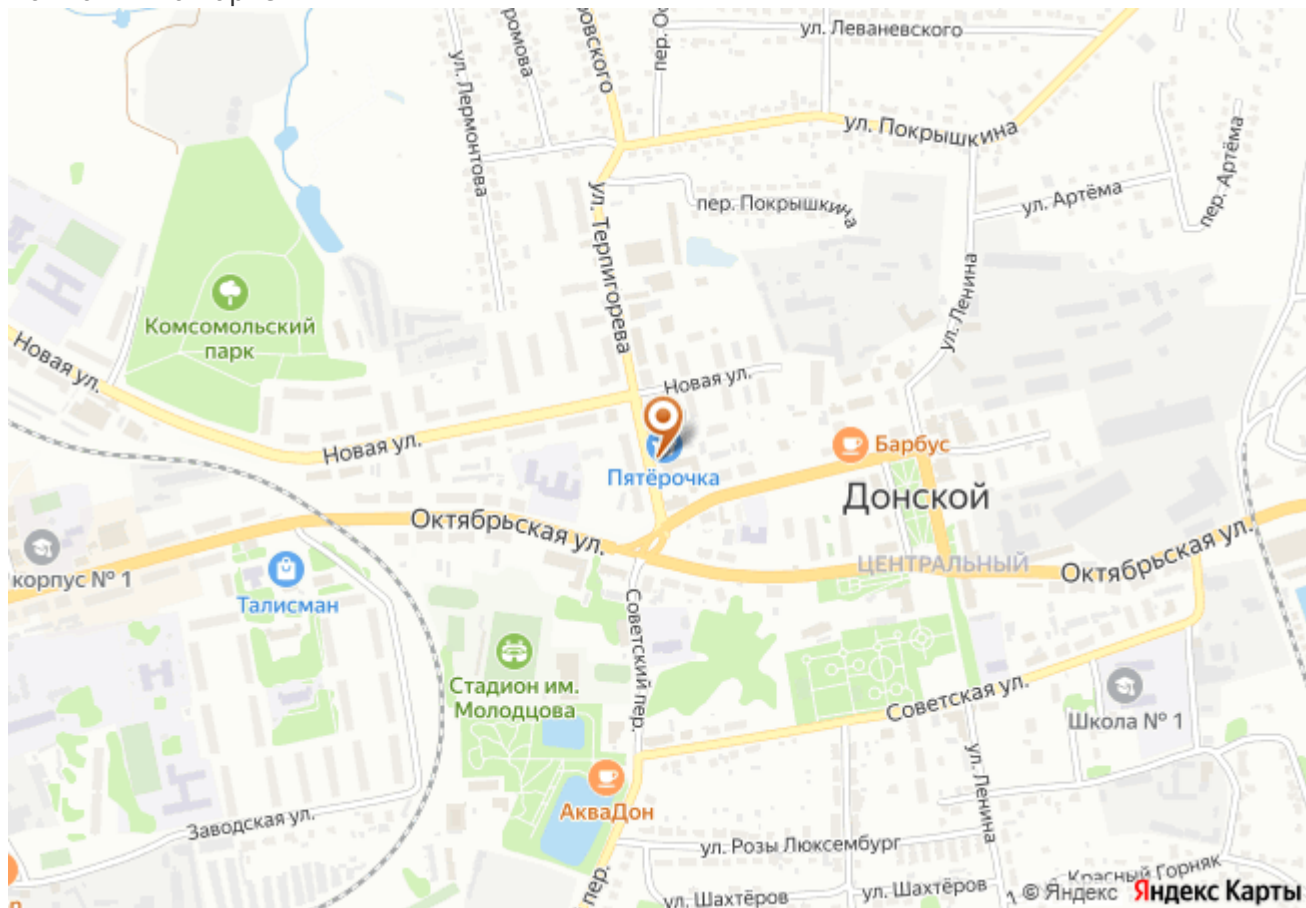 ул. Леваневского
ул. Покрышкина
ул. Лермонтова
ул. Терпигорева
пер. Покрышкина
ул. Артёма
пер. Артёма
ул. Ленина
Комсомольский
парк
Новая ул.
Новая ул.
Новая ул.
Пятёрочка
Барбус
Донской
Октябрьская ул.
ЦЕНТРАЛЬНЫЙ
Октябрьская ул.
корпус № 1
Талисман
Советский пер.
Стадион им.
Молодцова
Советская ул.
Школа № 1
АкваДон
Заводская ул.
ул. Ленина
ул. Розы Люксембург
ул. Шахтёров
ул. Шахтёров
Красный Горняк
пер.
© Яндекс Яндекс Карты